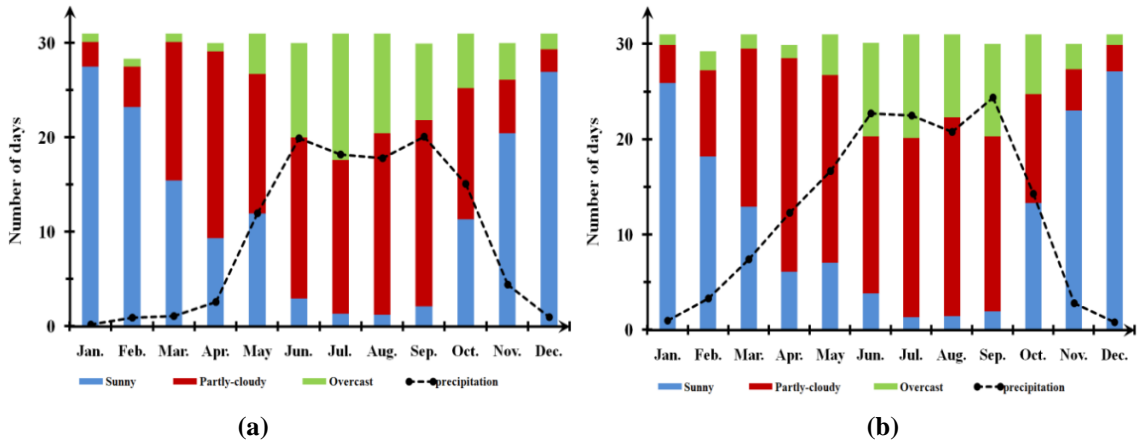 Number of days
30
20
10
0
Jan. Feb. Mar. Apr. May Jun. Jul. Aug. Sep. Oct. Nov. Dec.
Sunny Partly-cloudy Overcast precipitation
(a)
Number of days
30
20
10
0
Jan. Feb. Mar. Apr. May Jun. Jul. Aug. Sep. Oct. Nov. Dec.
Sunny Partly-cloudy Overcast precipitation
(b)